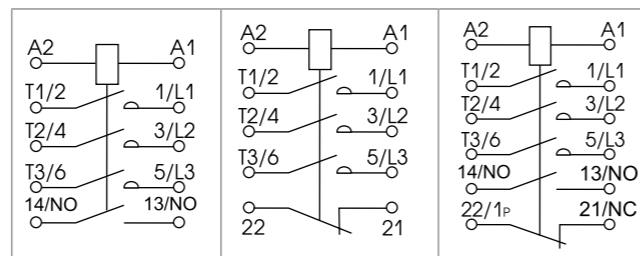 A2 A1
T1/2 1/L1
T2/4 3/L2
T3/6 5/L3
14/NO 13/NO
A2 A1
T1/2 1/L1
T2/4 3/L2
T3/6 5/L3
22 21
A2 A1
T1/2 1/L1
T2/4 3/L2
T3/6 5/L3
14/NO 13/NO
22/1P 21/NC